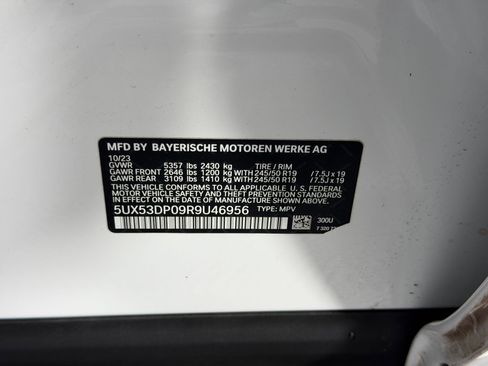 MFD BY BAYERISCHE MOTOREN WERKE AG
10/23
GVWR 5357 lbs 2430 kg TIRE / RIM
GAWR FRONT 2646 lbs 1200 kg WITH 245/50 R19 / 7.5J x 19
GAWR REAR 3109 lbs 1410 kg WITH 245/50 R19 / 7.5J x 19
THIS VEHICLE CONFORMS TO ALL APPLICABLE U.S. FEDERAL
MOTOR VEHICLE SAFETY AND THEFT PREVENTION STANDARDS
IN EFFECT ON THE DATE OF MANUFACTURE SHOWN ABOVE.
5UX53DP09R9U46956 TYPE: MPV
300U